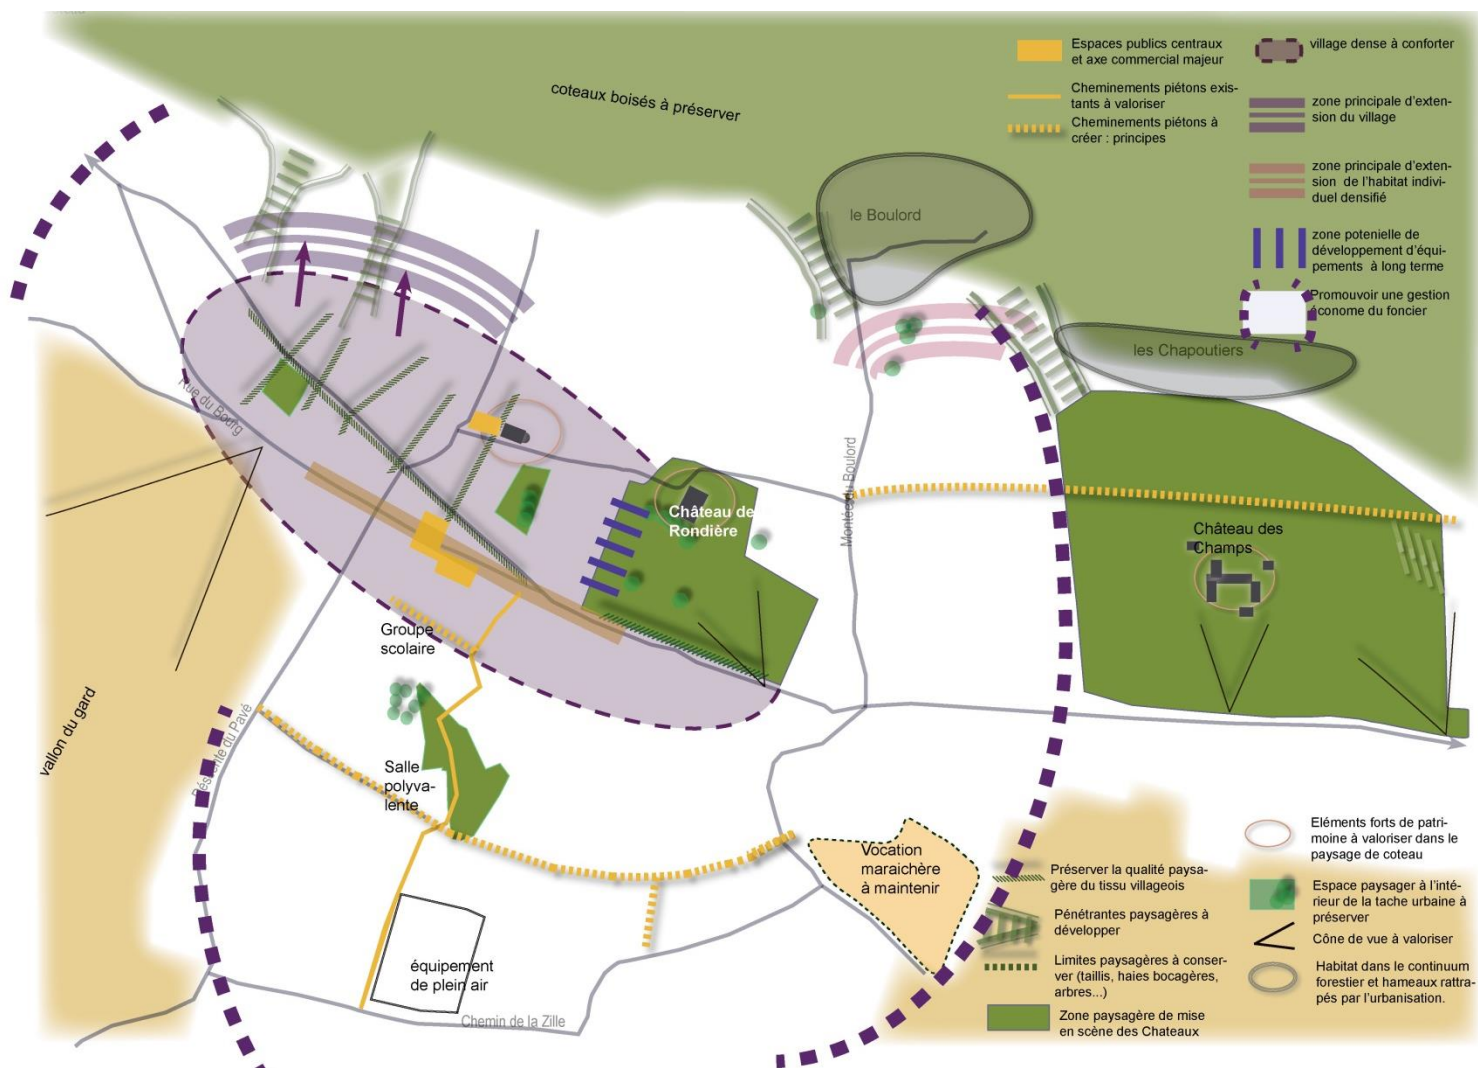 coteaux boisés à préserver
Espaces publics centraux
et axe commercial majeur
Cheminements piétons exis-
tants à valoriser
Cheminements piétons à
créer : principes
village dense à conforter
zone principale d'exten-
sion du village
zone principale d'exten-
sion de l'habitat indivi-
duel densifié
zone potenielle de
développement d'équi-
pements à long terme
Promouvoir une gestion
économe du foncier
le Boulord
les Chapoutiers
Rue du Bourg
Montées du Boulord
Château de
Rondière
Château des
Champs
Groupe
scolaire
vallon du gard
Déscente du Pavé
Salle
polyva-
lente
Vocation
maraichère
à maintenir
équipement
de plein air
Chemin de la Zille
Préserver la qualité paysa-
gère du tissu villageois
Pénétrantes paysagères à
développer
Limites paysagères à conser-
ver (taillis, haies bocagères,
arbres...)
Zone paysagère de mise
en scène des Chateaux
Eléments forts de patri-
moine à valoriser dans le
paysage de coteau
Espace paysager à l'inté-
rieur de la tache urbaine à
préserver
Cône de vue à valoriser
Habitat dans le continuum
forestier et hameaux rattra-
pés par l'urbanisation.